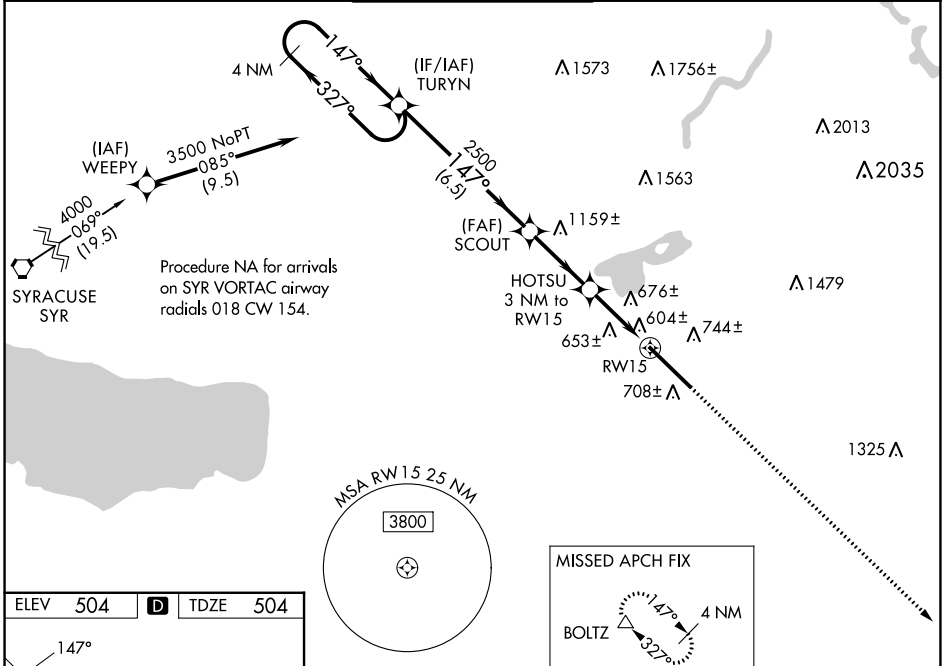 147°
4 NM
327°
(IF/IAF)
TURYN
1573
1756±
2013
2035
1563
(IAF)
WEEPY
3500 NoPT
085°
(9.5)
4000
069°
(19.5)
SYRACUSE
SYR
Procedure NA for arrivals
on SYR VORTAC airway
radials 018 CW 154.
2500
147°
(6.5)
(FAF)
SCOUT
1159±
HOTSU
3 NM to
RW15
676±
604±
653±
744±
1479
RW15
708±
1325
MSA RW15 25 NM
3800
MISSED APCH FIX
147°
4 NM
BOLTZ
327°
ELEV 504 D TDZE 504
147°